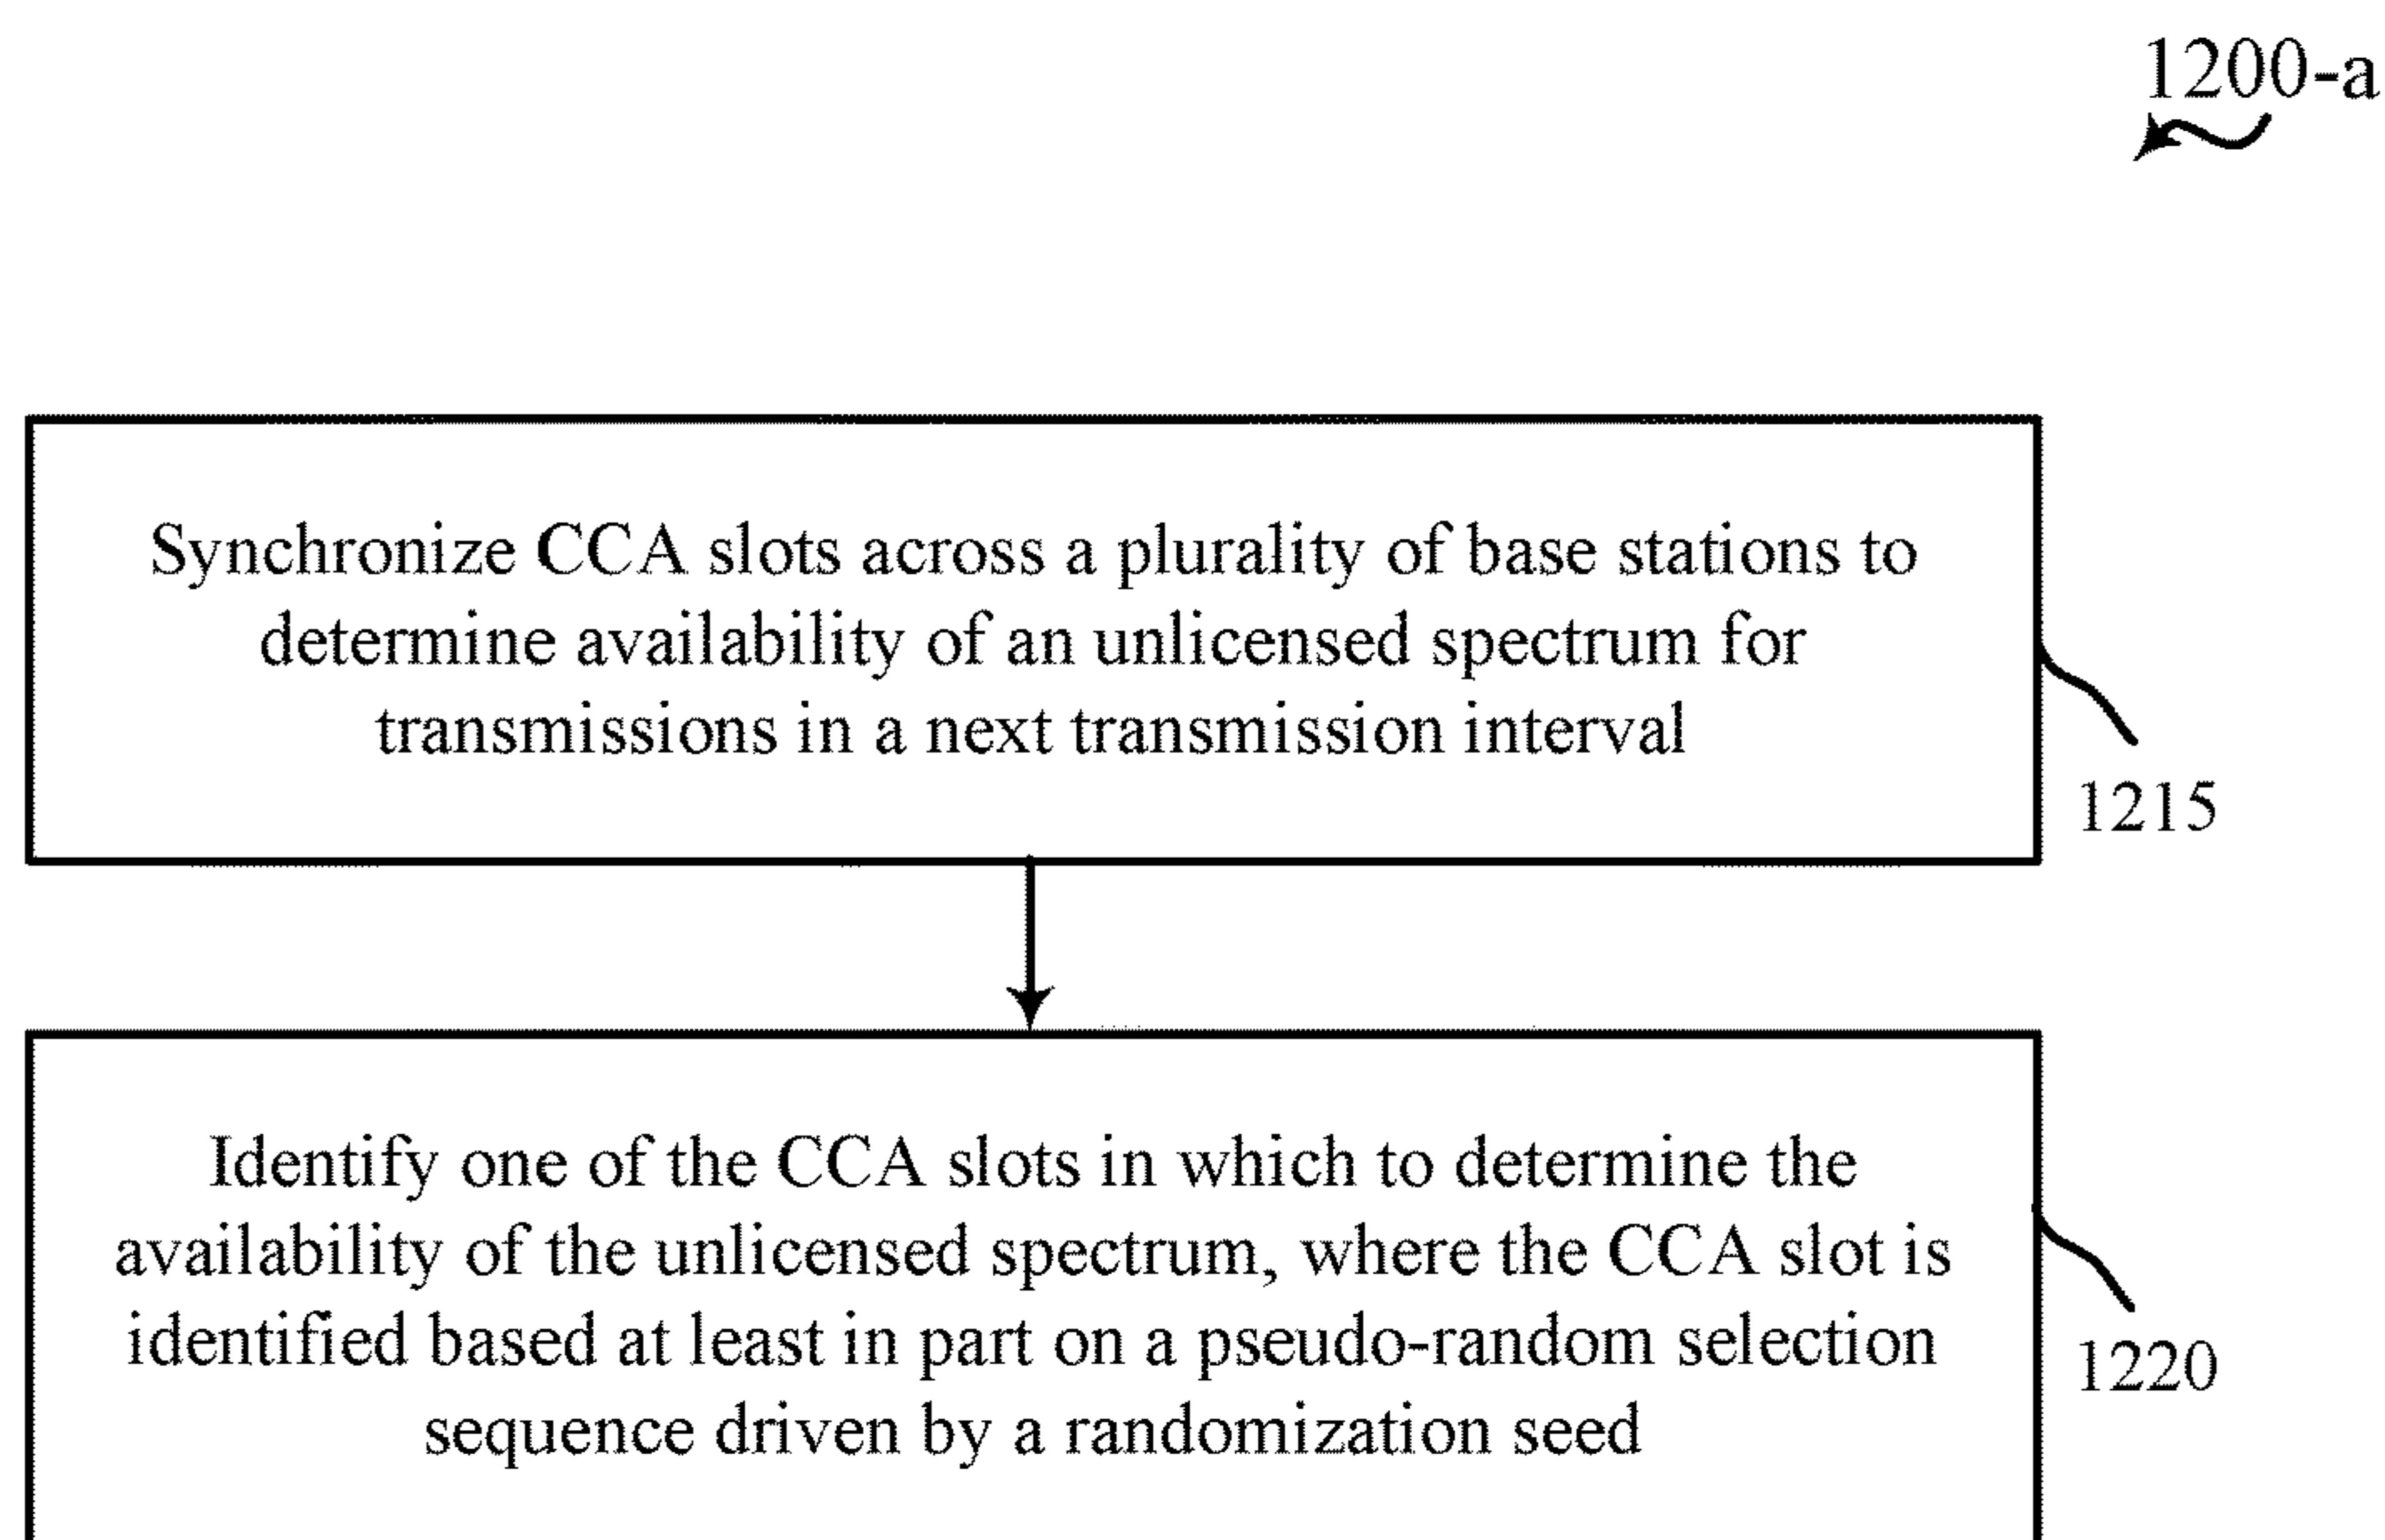 1200-a
Synchronize CCA slots across a plurality of base stations to
determine availability of an unlicensed spectrum for
transmissions in a next transmission interval
1215
Identify one of the CCA slots in which to determine the
availability of the unlicensed spectrum, where the CCA slot is
identified based at least in part on a pseudo-random selection
sequence driven by a randomization seed
1220